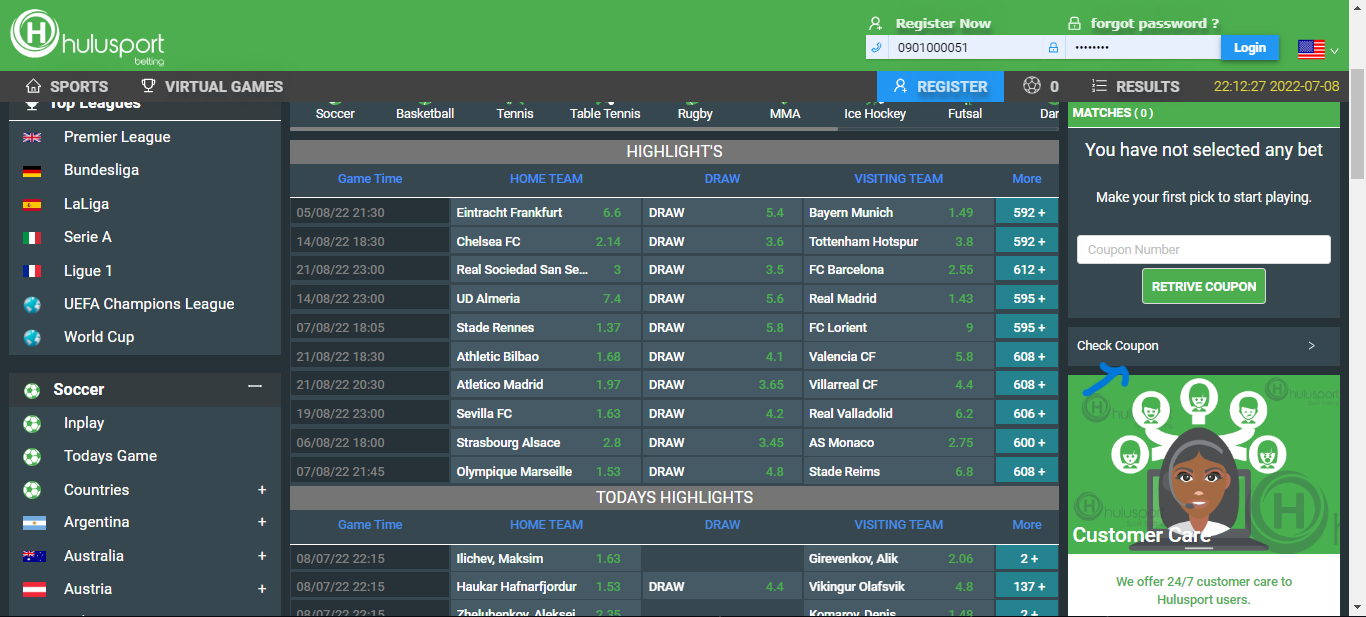 Register Now
forgot password ?
H hulusport
betting
0901000051
••••••••
Login
SPORTS
VIRTUAL GAMES
REGISTER
0
RESULTS
22:12:27 2022-07-08
Top Leagues
Premier League
Bundesliga
LaLiga
Serie A
Ligue 1
UEFA Champions League
World Cup
Soccer
Inplay
Todays Game
Countries +
Argentina +
Australia +
Austria +
Soccer Basketball Tennis Table Tennis Rugby MMA Ice Hockey Futsal Dar
HIGHLIGHT'S
Game Time HOME TEAM DRAW VISITING TEAM More
05/08/22 21:30 Eintracht Frankfurt 6.6 DRAW 5.4 Bayern Munich 1.49 592 +
14/08/22 18:30 Chelsea FC 2.14 DRAW 3.6 Tottenham Hotspur 3.8 592 +
21/08/22 23:00 Real Sociedad San Se... 3 DRAW 3.5 FC Barcelona 2.55 612 +
14/08/22 23:00 UD Almeria 7.4 DRAW 5.6 Real Madrid 1.43 595 +
07/08/22 18:05 Stade Rennes 1.37 DRAW 5.8 FC Lorient 9 595 +
21/08/22 18:30 Athletic Bilbao 1.68 DRAW 4.1 Valencia CF 5.8 608 +
21/08/22 20:30 Atletico Madrid 1.97 DRAW 3.65 Villarreal CF 4.4 608 +
19/08/22 23:00 Sevilla FC 1.63 DRAW 4.2 Real Valladolid 6.2 606 +
06/08/22 18:00 Strasbourg Alsace 2.8 DRAW 3.45 AS Monaco 2.75 600 +
07/08/22 21:45 Olympique Marseille 1.53 DRAW 4.8 Stade Reims 6.8 608 +
TODAYS HIGHLIGHTS
Game Time HOME TEAM DRAW VISITING TEAM More
08/07/22 22:15 Ilichev, Maksim 1.63 Girevenkov, Alik 2.06 2 +
08/07/22 22:15 Haukar Hafnarfjordur 1.53 DRAW 4.4 Vikingur Olafsvik 4.8 137 +
08/07/22 22:15 Zhelubenkov, Aleksei 2.35 Komarov, Denis 1.48 2 +
MATCHES ( 0 )
You have not selected any bet
Make your first pick to start playing.
Coupon Number
RETRIVE COUPON
Check Coupon >
H hulusport
H hulu
H hulusport
H h
Customer Care
We offer 24/7 customer care to
Hulusport users.